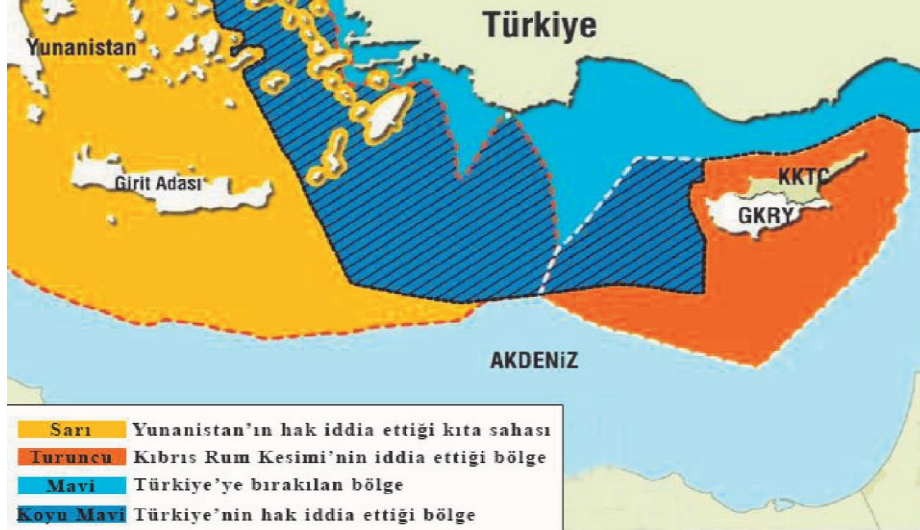 Türkiye
Yunanistan
Girit Adası
KKTC
GKRY
AKDENİZ
Sarı Yunanistan’ın hak iddia ettiği kıta sahası
Turuncu Kıbrıs Rum Kesimi’nin iddia ettiği bölge
Mavi Türkiye’ye bırakılan bölge
Koyu Mavi Türkiye’nin hak iddia ettiği bölge